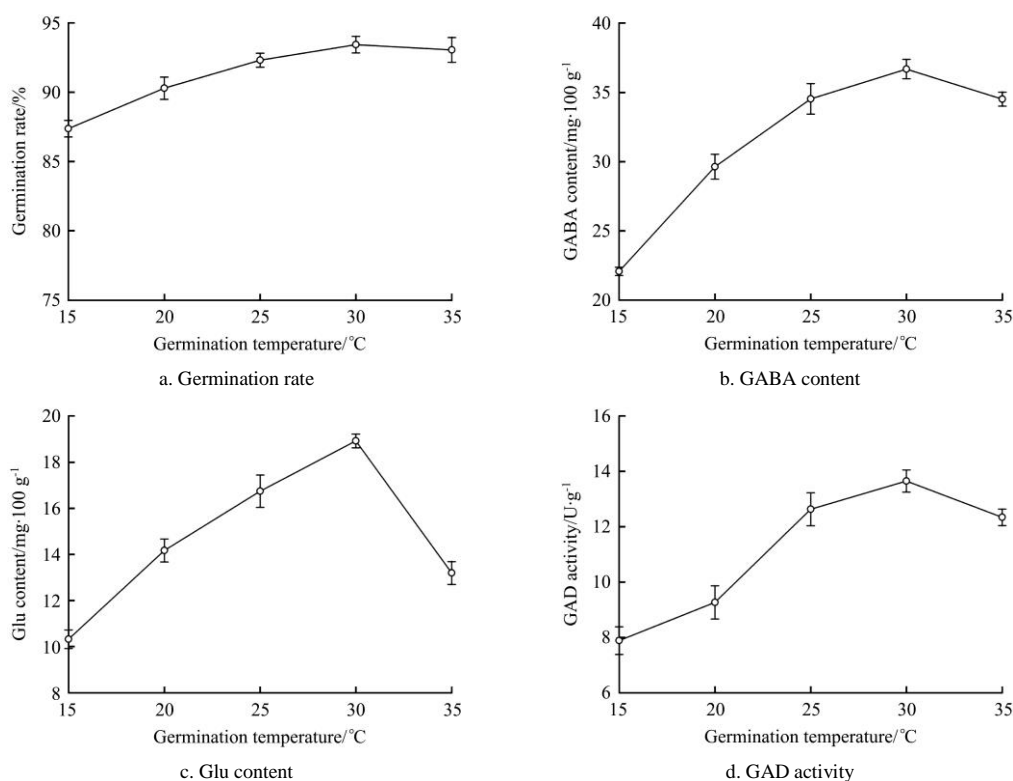 95
90
85
80
75
Germination rate/%
15 20 25 30 35
Germination temperature/℃
a. Germination rate
40
35
30
25
20
GABA content/mg·100 g⁻¹
15 20 25 30 35
Germination temperature/℃
b. GABA content
20
18
16
14
12
10
8
Glu content/mg·100 g⁻¹
15 20 25 30 35
Germination temperature/℃
c. Glu content
16
14
12
10
8
6
GAD activity/U·g⁻¹
15 20 25 30 35
Germination temperature/℃
d. GAD activity